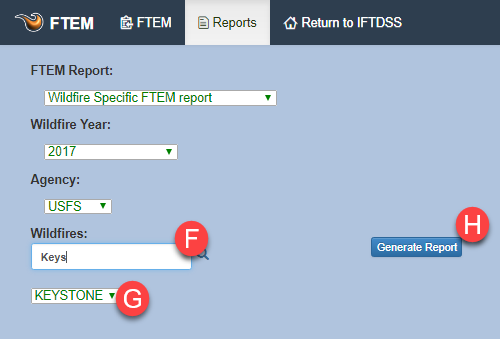 FTEM FTEM Reports Return to IFTDSS
FTEM Report:
Wildfire Specific FTEM report
Wildfire Year:
2017
Agency:
USFS
Wildfires:
F
H
Keys
Generate Report
KEYSTONE
G